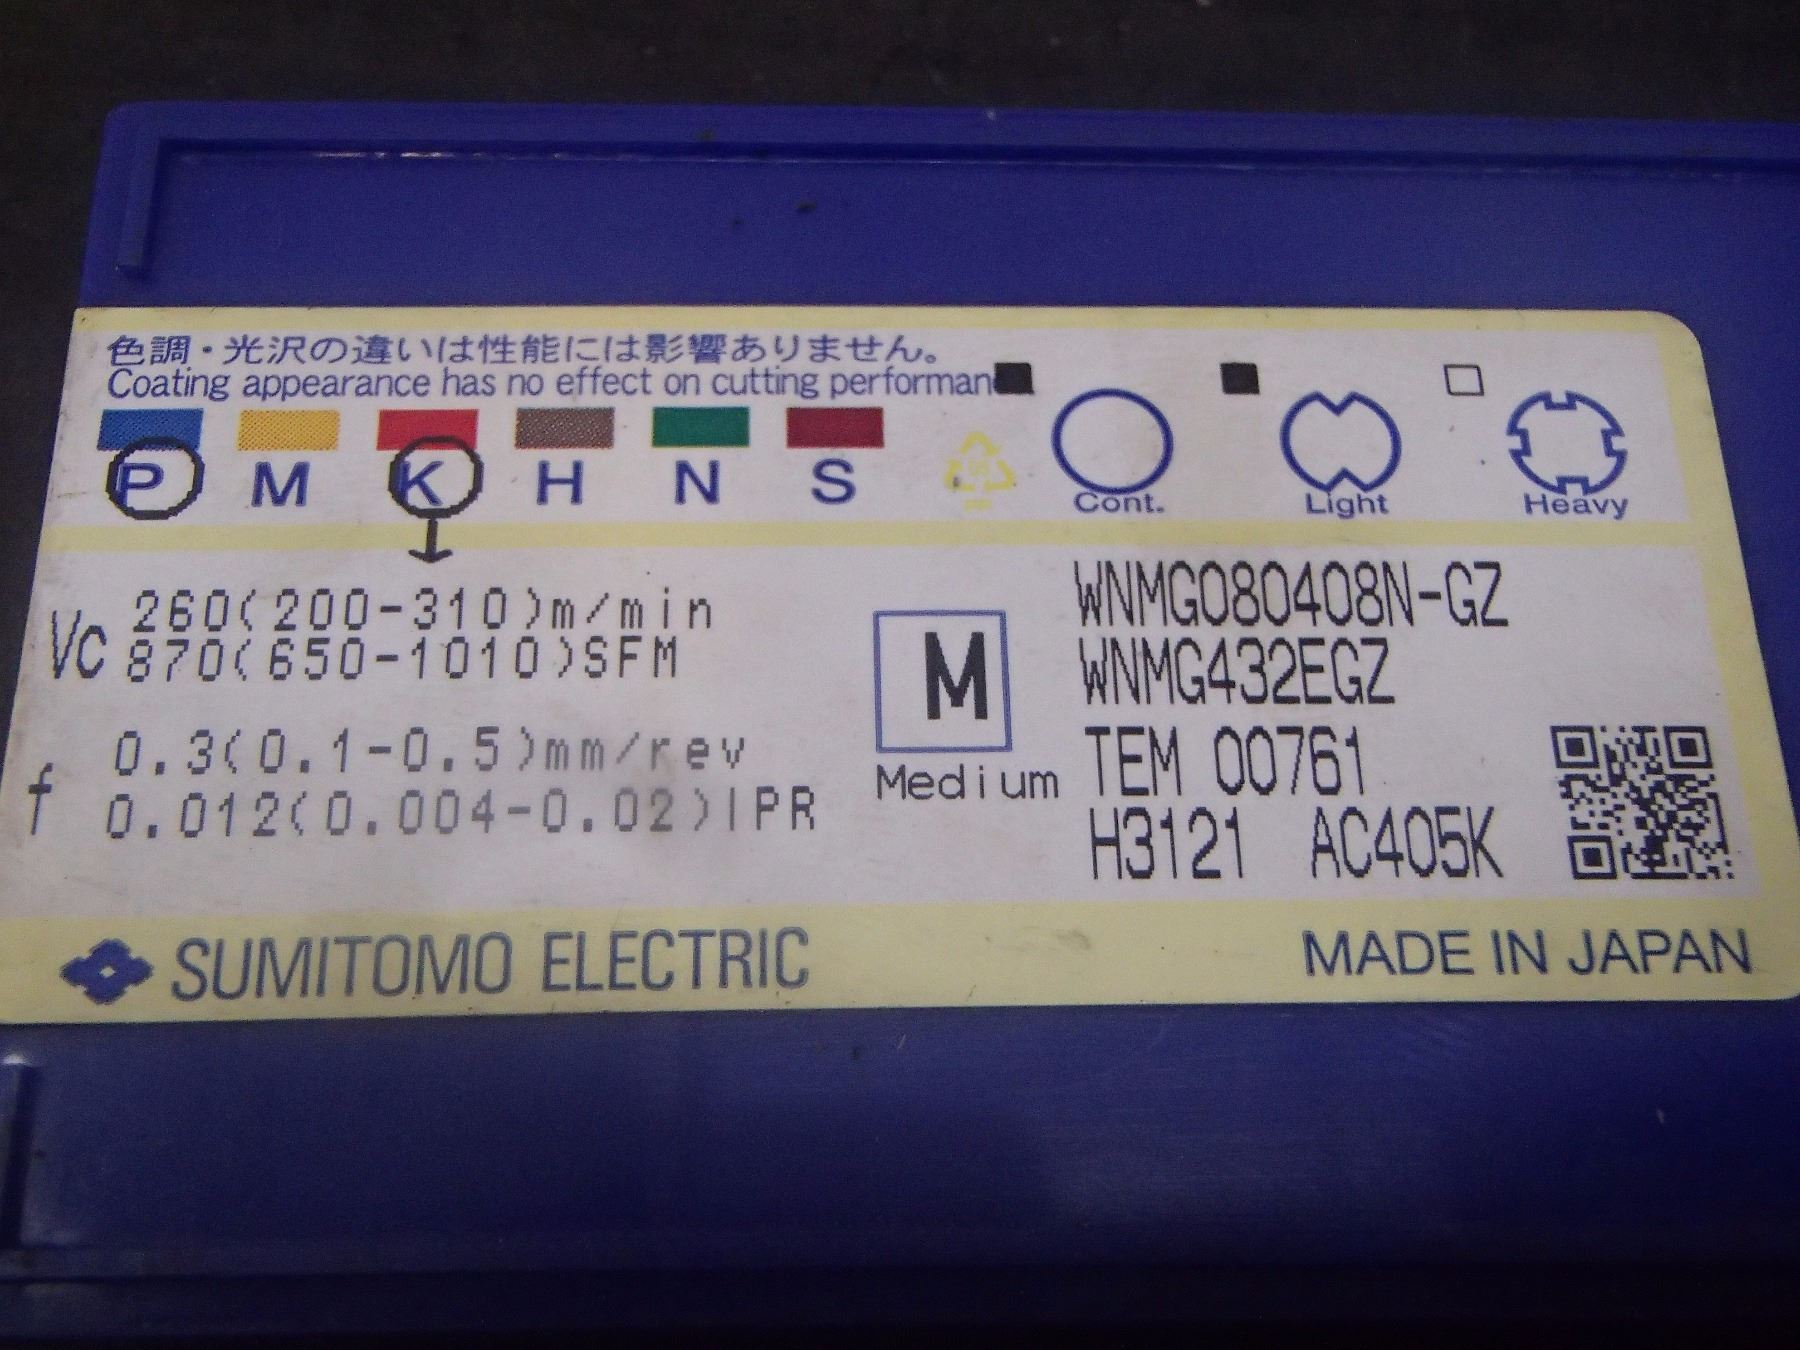 色調・光沢の違いは性能には影響ありません。
Coating appearance has no effect on cutting performan
P M K H N S
Cont. Light Heavy
Vc 260(200-310)m/min
870(650-1010)SFM
f 0.3(0.1-0.5)mm/rev
0.012(0.004-0.02)IPR
M
Medium
WNMG080408N-GZ
WNMG432EGZ
TEM 00761
H3121 AC405K
SUMITOMO ELECTRIC
MADE IN JAPAN